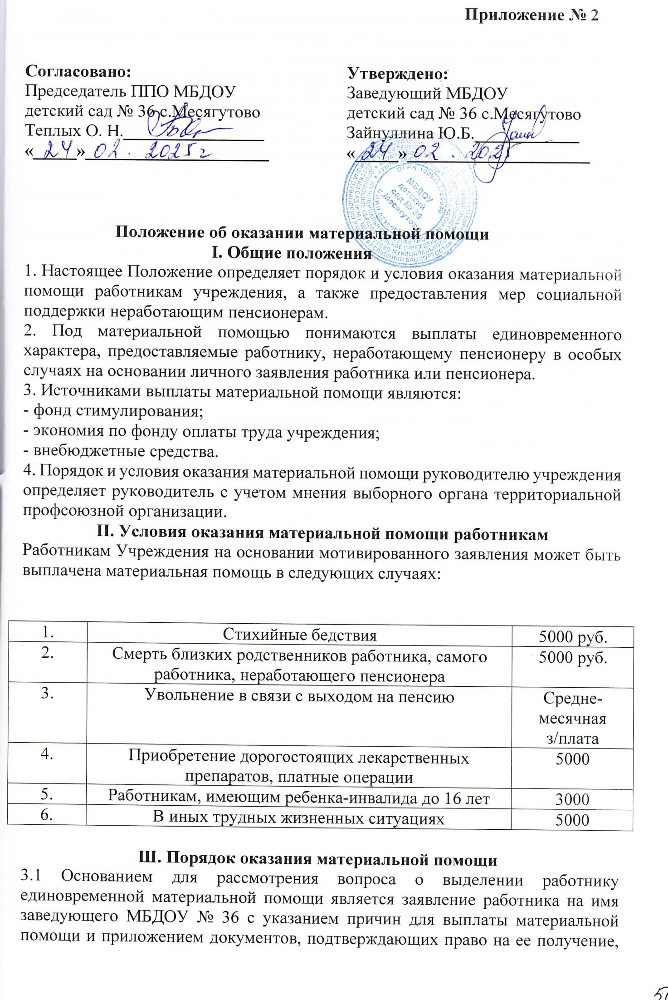 Приложение № 2
Согласовано:
Председатель ППО МБДОУ
детский сад № 36 с.Месягутово
Теплых О. Н.
«24» 02. 2025 г
Утверждено:
Заведующий МБДОУ
детский сад № 36 с.Месягутово
Зайнуллина Ю.Б.
«24» 02. 2025
МБДОУ
детский
сад № 36
с.Месягутово
Положение об оказании материальной помощи
I. Общие положения
1. Настоящее Положение определяет порядок и условия оказания материальной
помощи работникам учреждения, а также предоставления мер социальной
поддержки неработающим пенсионерам.
2. Под материальной помощью понимаются выплаты единовременного
характера, предоставляемые работнику, неработающему пенсионеру в особых
случаях на основании личного заявления работника или пенсионера.
3. Источниками выплаты материальной помощи являются:
- фонд стимулирования;
- экономия по фонду оплаты труда учреждения;
- внебюджетные средства.
4. Порядок и условия оказания материальной помощи руководителю учреждения
определяет руководитель с учетом мнения выборного органа территориальной
профсоюзной организации.
II. Условия оказания материальной помощи работникам
Работникам Учреждения на основании мотивированного заявления может быть
выплачена материальная помощь в следующих случаях:
1. Стихийные бедствия 5000 руб.
2. Смерть близких родственников работника, самого 5000 руб.
работника, неработающего пенсионера
3. Увольнение в связи с выходом на пенсию Средне-
месячная
з/плата
4. Приобретение дорогостоящих лекарственных 5000
препаратов, платные операции
5. Работникам, имеющим ребенка-инвалида до 16 лет 3000
6. В иных трудных жизненных ситуациях 5000
Ш. Порядок оказания материальной помощи
3.1 Основанием для рассмотрения вопроса о выделении работнику
единовременной материальной помощи является заявление работника на имя
заведующего МБДОУ № 36 с указанием причин для выплаты материальной
помощи и приложением документов, подтверждающих право на ее получение,